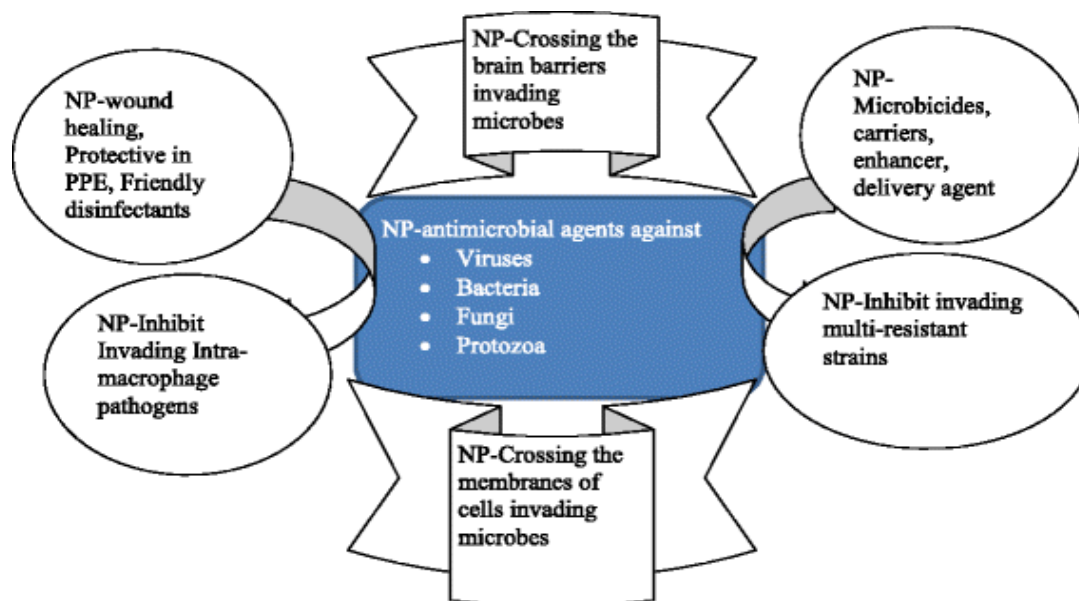 NP-Crossing the
brain barriers
invading
microbes
NP-wound
healing,
Protective in
PPE, Friendly
disinfectants
NP-
Microbicides,
carriers,
enhancer,
delivery agent
NP-antimicrobial agents against
• Viruses
• Bacteria
• Fungi
• Protozoa
NP-Inhibit
Invading Intra-
macrophage
pathogens
NP-Inhibit invading
multi-resistant
strains
NP-Crossing the
membranes of
cells invading
microbes